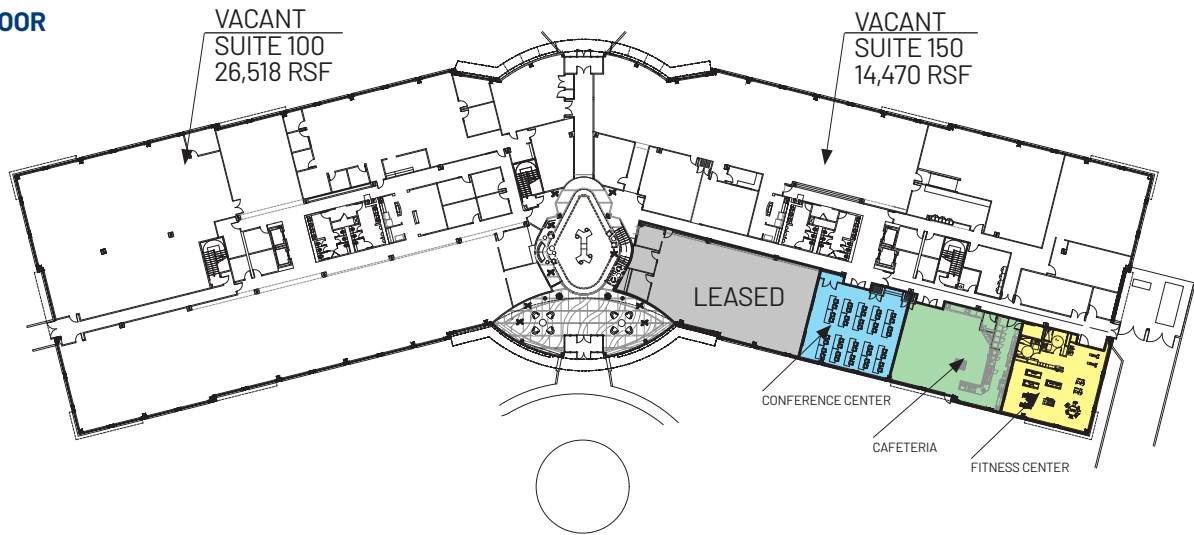 OOR
VACANT
SUITE 100
26,518 RSF
VACANT
SUITE 150
14,470 RSF
LEASED
CONFERENCE CENTER
CAFETERIA
FITNESS CENTER